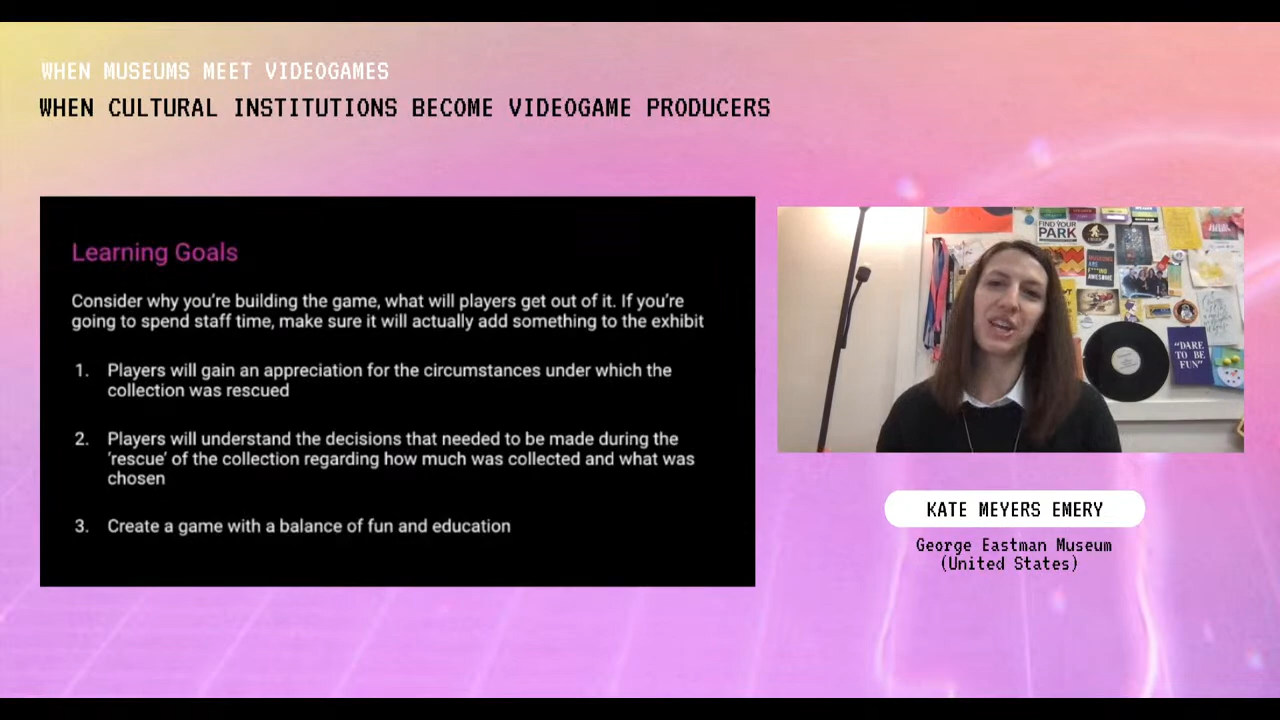 WHEN MUSEUMS MEET VIDEOGAMES
WHEN CULTURAL INSTITUTIONS BECOME VIDEOGAME PRODUCERS
Learning Goals
Consider why you're building the game, what will players get out of it. If you're
going to spend staff time, make sure it will actually add something to the exhibit
1. Players will gain an appreciation for the circumstances under which the
collection was rescued
2. Players will understand the decisions that needed to be made during the
'rescue' of the collection regarding how much was collected and what was
chosen
3. Create a game with a balance of fun and education
FIND YOUR
PARK
"DARE
TO BE
FUN"
KATE MEYERS EMERY
George Eastman Museum
(United States)